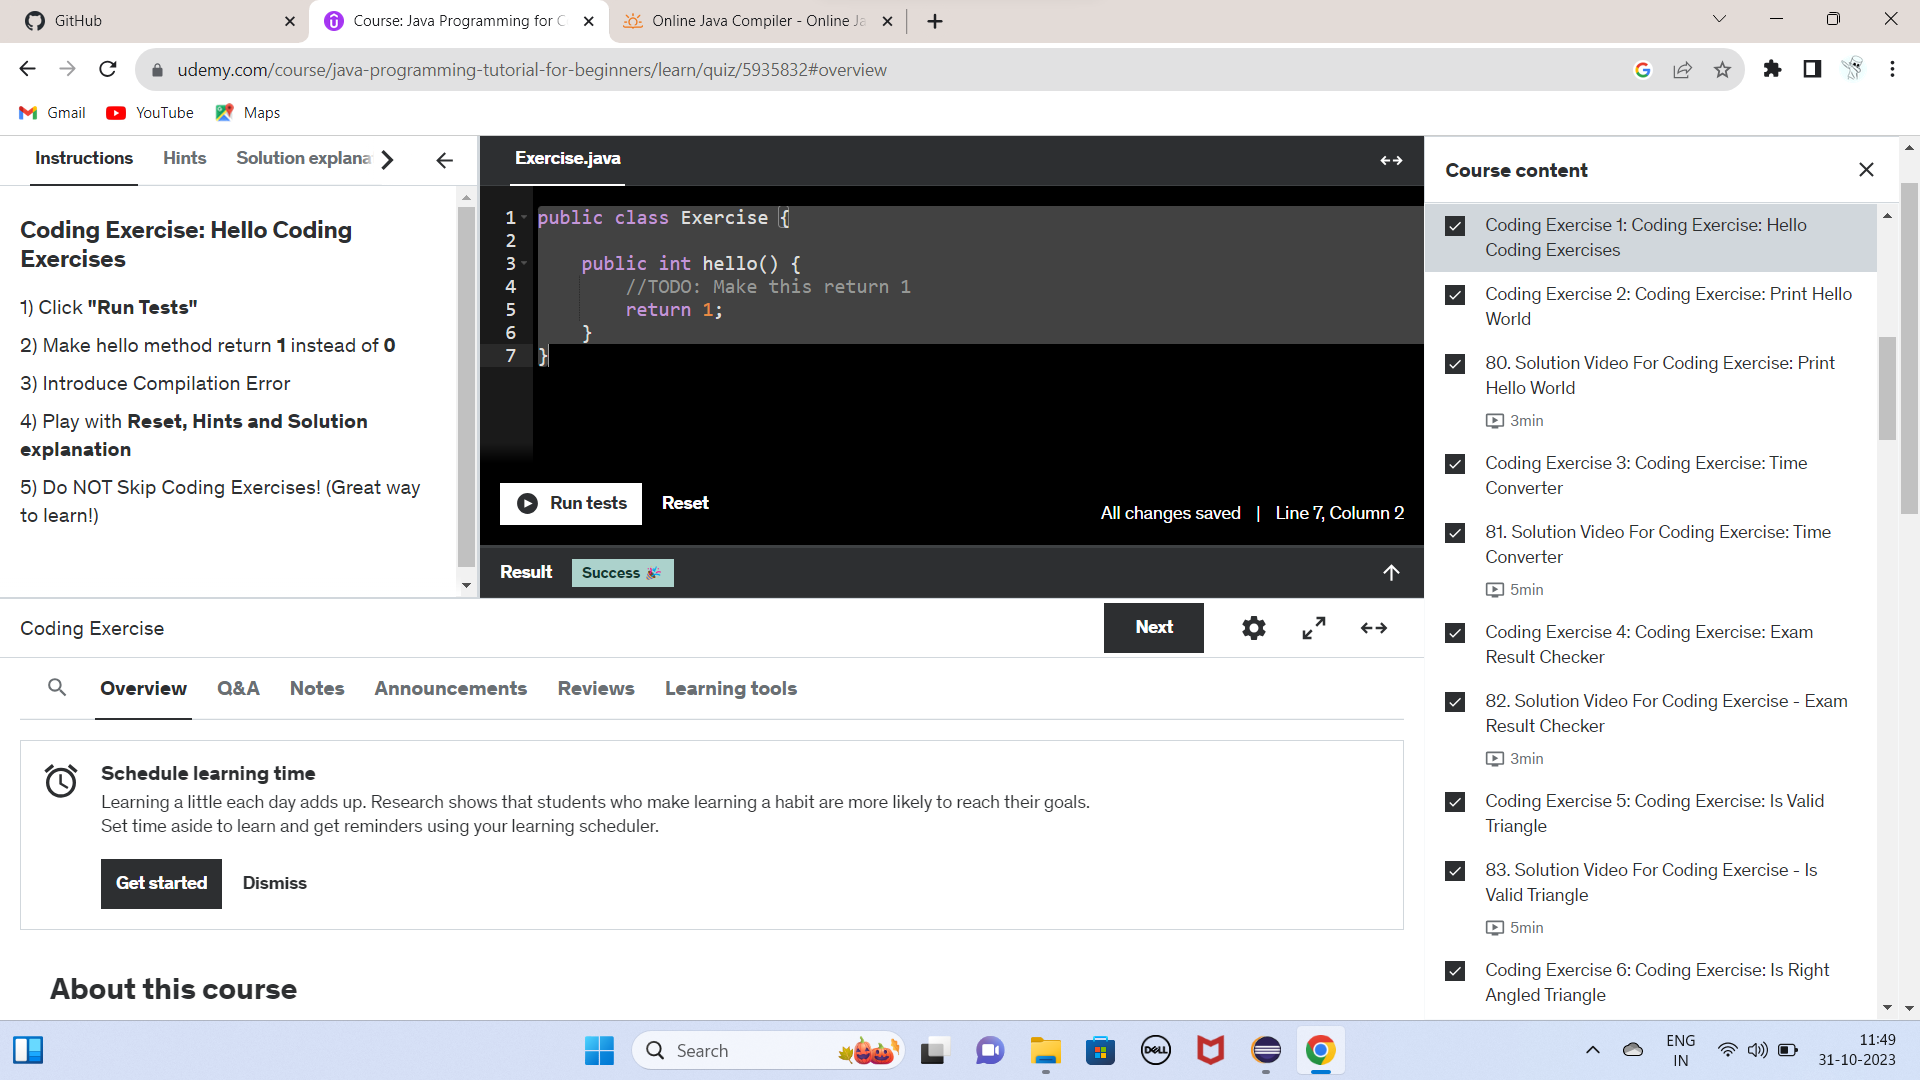 GitHub
Course: Java Programming for C
Online Java Compiler - Online Ja
udemy.com/course/java-programming-tutorial-for-beginners/learn/quiz/5935832#overview
Gmail
YouTube
Maps
Instructions
Hints
Solution explana
Coding Exercise: Hello Coding
Exercises
1) Click "Run Tests"
2) Make hello method return 1 instead of 0
3) Introduce Compilation Error
4) Play with Reset, Hints and Solution
explanation
5) Do NOT Skip Coding Exercises! (Great way
to learn!)
Exercise.java
1 public class Exercise {
2
3 public int hello() {
4 //TODO: Make this return 1
5 return 1;
6 }
7 }
Run tests
Reset
All changes saved | Line 7, Column 2
Result
Success
Coding Exercise
Next
Overview
Q&A
Notes
Announcements
Reviews
Learning tools
Schedule learning time
Learning a little each day adds up. Research shows that students who make learning a habit are more likely to reach their goals.
Set time aside to learn and get reminders using your learning scheduler.
Get started
Dismiss
About this course
Course content
Coding Exercise 1: Coding Exercise: Hello
Coding Exercises
Coding Exercise 2: Coding Exercise: Print Hello
World
80. Solution Video For Coding Exercise: Print
Hello World
3min
Coding Exercise 3: Coding Exercise: Time
Converter
81. Solution Video For Coding Exercise: Time
Converter
5min
Coding Exercise 4: Coding Exercise: Exam
Result Checker
82. Solution Video For Coding Exercise - Exam
Result Checker
3min
Coding Exercise 5: Coding Exercise: Is Valid
Triangle
83. Solution Video For Coding Exercise - Is
Valid Triangle
5min
Coding Exercise 6: Coding Exercise: Is Right
Angled Triangle
Search
DELL
ENG
IN
11:49
31-10-2023